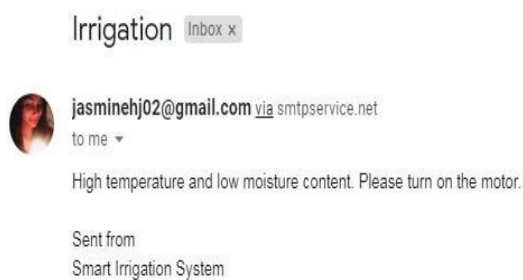 Irrigation Inbox x
jasminehj02@gmail.com via smtpservice.net
to me
High temperature and low moisture content. Please turn on the motor.
Sent from
Smart Irrigation System